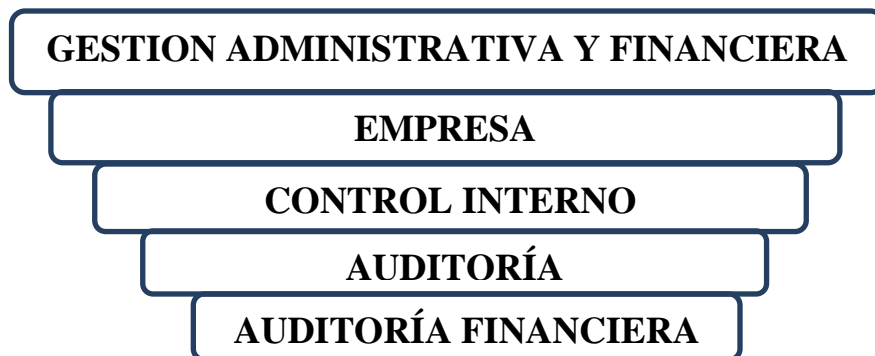 GESTION ADMINISTRATIVA Y FINANCIERA
EMPRESA
CONTROL INTERNO
AUDITORÍA
AUDITORÍA FINANCIERA